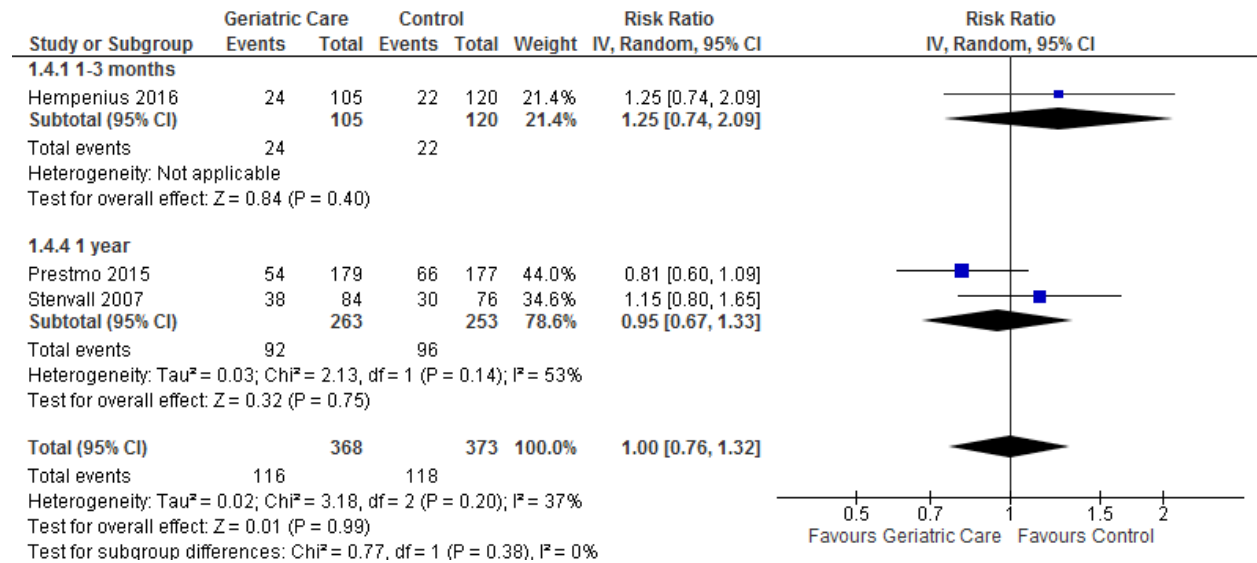 Geriatric Care Control Risk Ratio Risk Ratio
Study or Subgroup Events Total Events Total Weight IV, Random, 95% CI IV, Random, 95% CI
1.4.1 1-3 months
Hempenius 2016 24 105 22 120 21.4% 1.25 [0.74, 2.09]
Subtotal (95% CI) 105 120 21.4% 1.25 [0.74, 2.09]
Total events 24 22
Heterogeneity: Not applicable
Test for overall effect: Z = 0.84 (P = 0.40)
1.4.4 1 year
Prestmo 2015 54 179 66 177 44.0% 0.81 [0.60, 1.09]
Stenvall 2007 38 84 30 76 34.6% 1.15 [0.80, 1.65]
Subtotal (95% CI) 263 253 78.6% 0.95 [0.67, 1.33]
Total events 92 96
Heterogeneity: Tau² = 0.03; Chi² = 2.13, df = 1 (P = 0.14); I² = 53%
Test for overall effect: Z = 0.32 (P = 0.75)
Total (95% CI) 368 373 100.0% 1.00 [0.76, 1.32]
Total events 116 118
Heterogeneity: Tau² = 0.02; Chi² = 3.18, df = 2 (P = 0.20); I² = 37%
Test for overall effect: Z = 0.01 (P = 0.99)
Test for subgroup differences: Chi² = 0.77, df = 1 (P = 0.38), I² = 0%
0.5 0.7 1 1.5 2
Favours Geriatric Care Favours Control